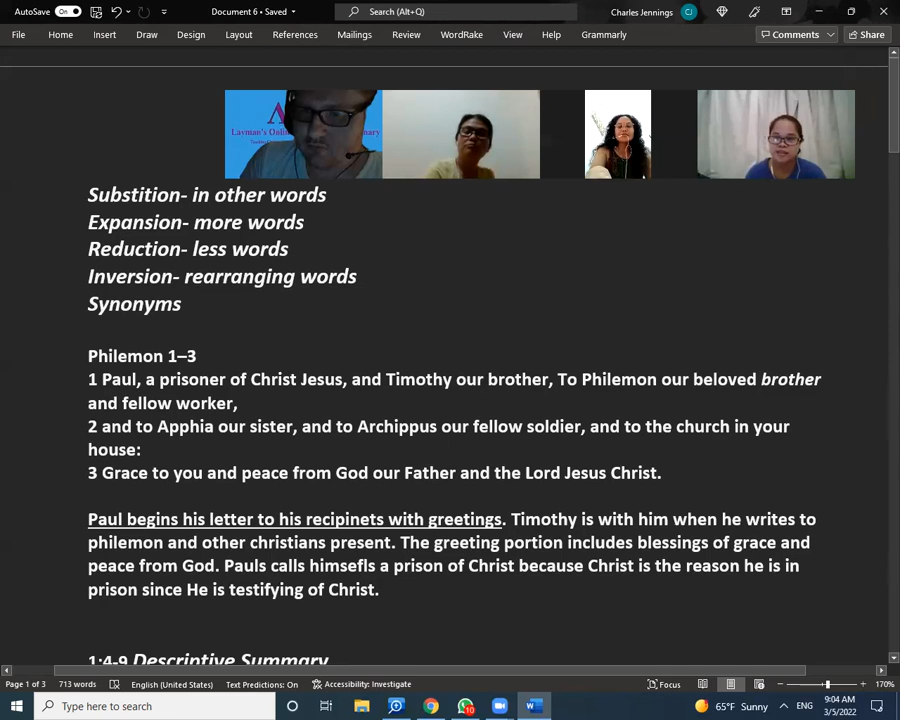 AutoSave On Document 6 • Saved Search (Alt+Q) Charles Jennings CJ
File Home Insert Draw Design Layout References Mailings Review WordRake View Help Grammarly Comments Share
Layman's Onli
Substition- in other words
Expansion- more words
Reduction- less words
Inversion- rearranging words
Synonyms
Philemon 1–3
1 Paul, a prisoner of Christ Jesus, and Timothy our brother, To Philemon our beloved brother
and fellow worker,
2 and to Apphia our sister, and to Archippus our fellow soldier, and to the church in your
house:
3 Grace to you and peace from God our Father and the Lord Jesus Christ.
Paul begins his letter to his recipinets with greetings. Timothy is with him when he writes to
philemon and other christians present. The greeting portion includes blessings of grace and
peace from God. Pauls calls himsefls a prison of Christ because Christ is the reason he is in
prison since He is testifying of Christ.
1:4-9 Descriptive Summary
Page 1 of 3 713 words English (United States) Text Predictions: On Accessibility: Investigate Focus 170%
Type here to search 10 W 65°F Sunny ENG 9:04 AM
3/5/2022